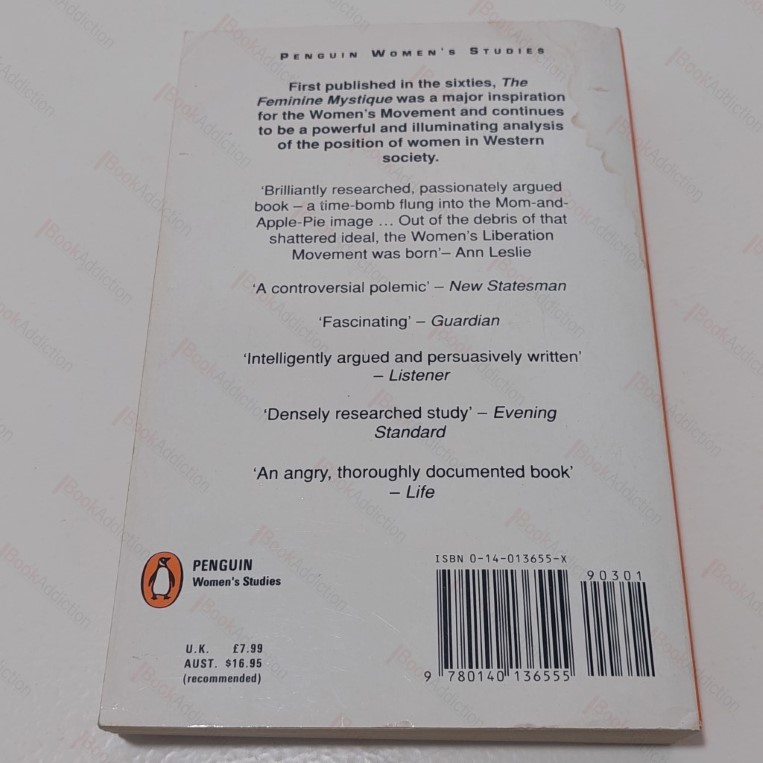 PENGUIN WOMEN'S STUDIES
First published in the sixties, The
Feminine Mystique was a major inspiration
for the Women's Movement and continues
to be a powerful and illuminating analysis
of the position of women in Western
society.
'Brilliantly researched, passionately argued
book – a time-bomb flung into the Mom-and-
Apple-Pie image ... Out of the debris of that
shattered ideal, the Women's Liberation
Movement was born'– Ann Leslie
'A controversial polemic' – New Statesman
'Fascinating' – Guardian
'Intelligently argued and persuasively written'
– Listener
'Densely researched study' – Evening
Standard
'An angry, thoroughly documented book'
– Life
PENGUIN
Women's Studies
U.K. £7.99
AUST. $16.95
(recommended)
ISBN 0-14-013655-X
90301
9 780140 136555
BookAddiction